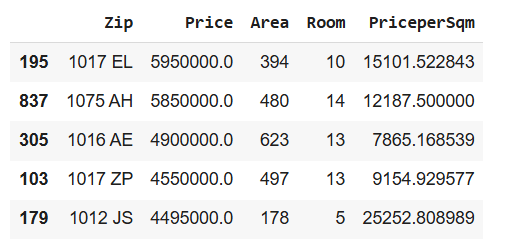 Zip Price Area Room PriceperSqm
195 1017 EL 5950000.0 394 10 15101.522843
837 1075 AH 5850000.0 480 14 12187.500000
305 1016 AE 4900000.0 623 13 7865.168539
103 1017 ZP 4550000.0 497 13 9154.929577
179 1012 JS 4495000.0 178 5 25252.808989